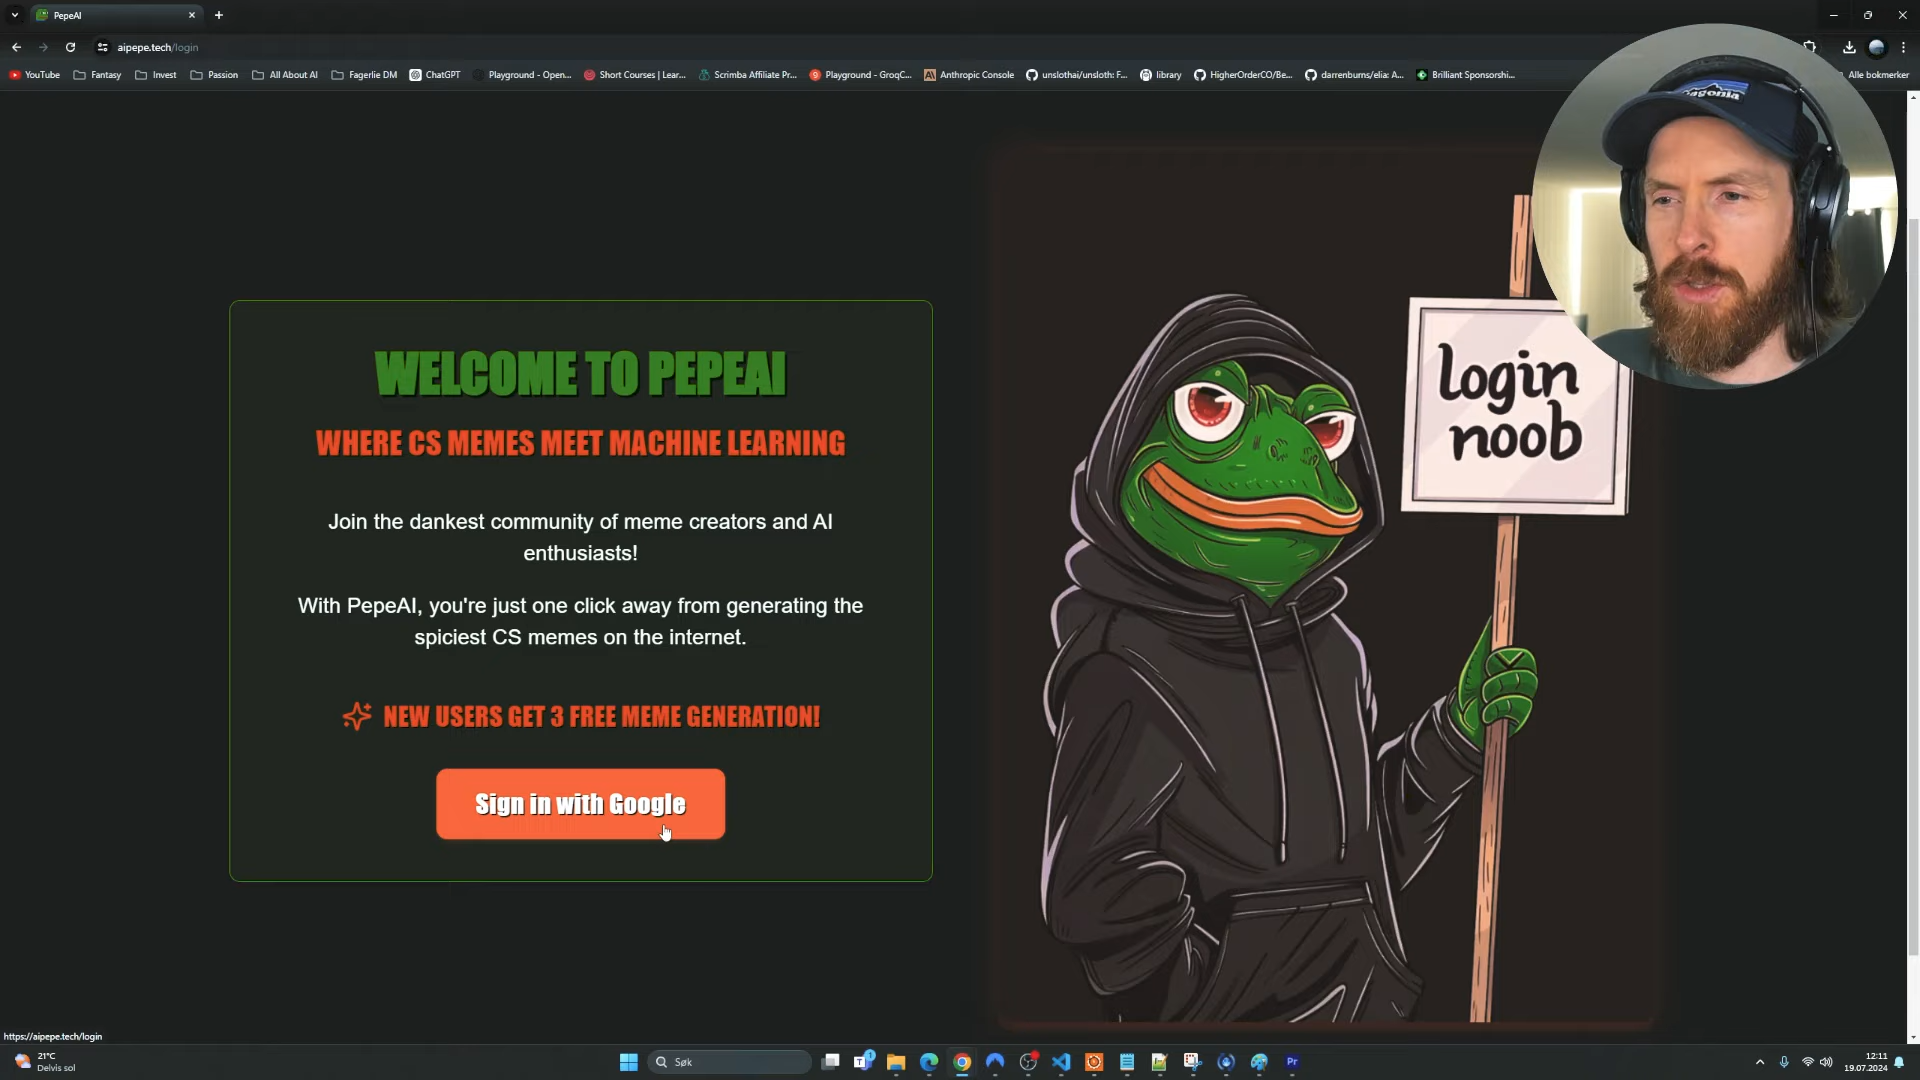 PepeAI
aipepe.tech/login
YouTube
Fantasy
Invest
Passion
All About AI
Fagerlie DM
ChatGPT
Playground - Open...
Short Courses | Lear...
Scrimba Affiliate Pr...
Playground - GroqC...
Anthropic Console
unslothai/unsloth: F...
library
HigherOrderCO/Be...
darrenburns/elia: A...
Brilliant Sponsorshi...
Alle bokmerker
patagonia
WELCOME TO PEPEAI
WHERE CS MEMES MEET MACHINE LEARNING
Join the dankest community of meme creators and AI
enthusiasts!
With PepeAI, you're just one click away from generating the
spiciest CS memes on the internet.
NEW USERS GET 3 FREE MEME GENERATION!
Sign in with Google
login
noob
https://aipepe.tech/login
21°C
Delvis sol
Søk
Pr
12:11
19.07.2024